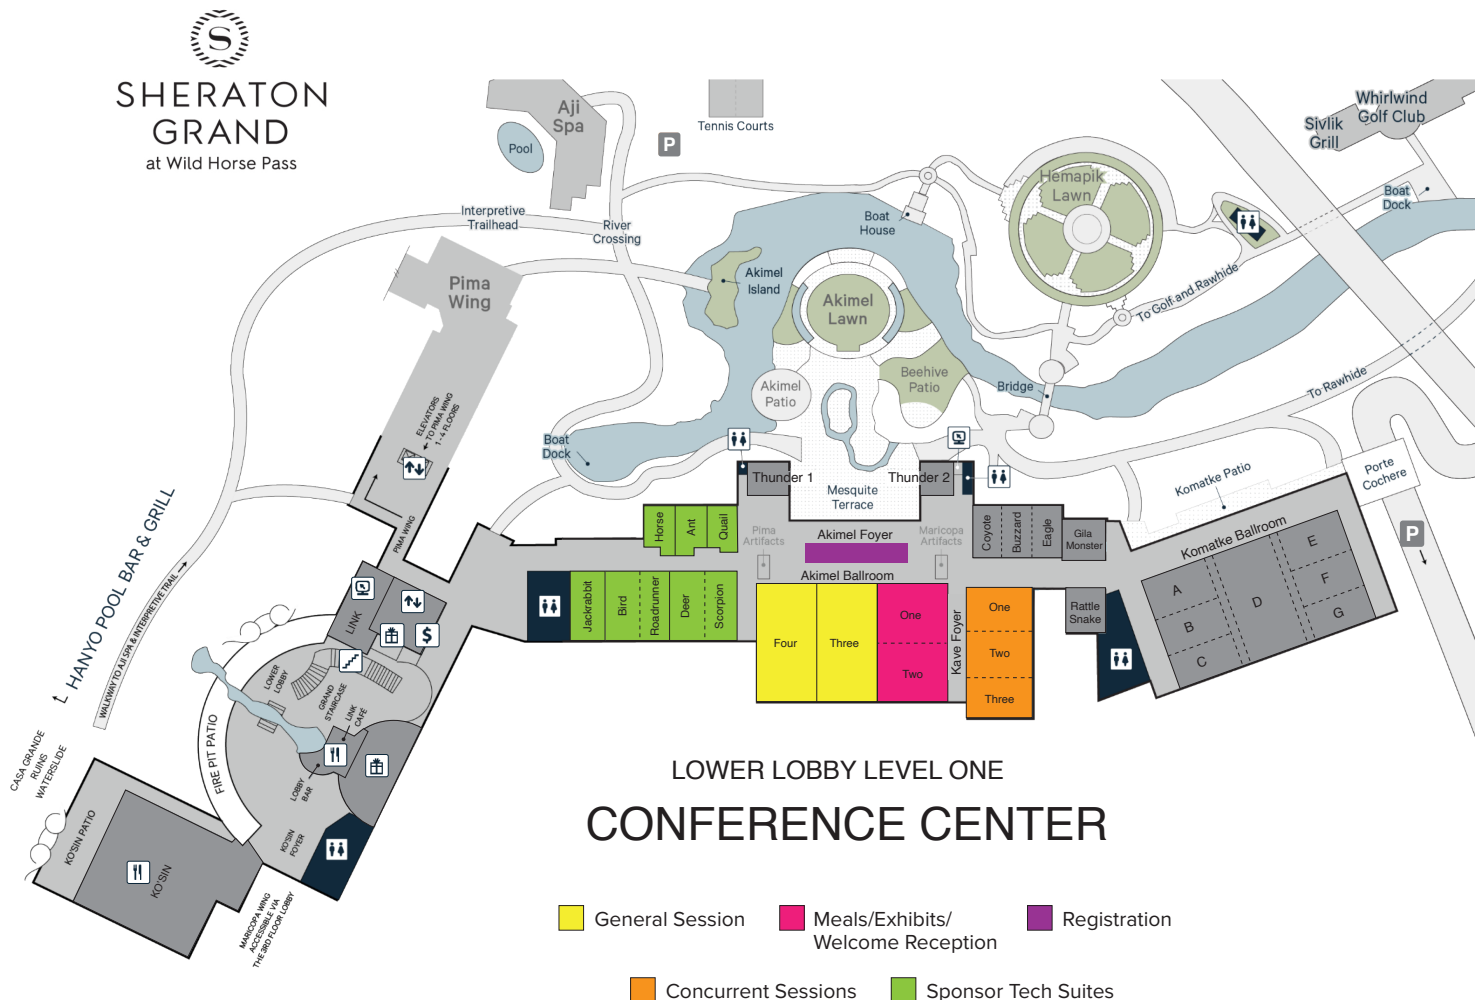 S
SHERATON
GRAND
at Wild Horse Pass
Aji
Spa
Pool
Tennis Courts
P
Whirlwind
Golf Club
Sivlik
Grill
Boat
Dock
Hemapik
Lawn
Interpretive
Trailhead
River
Crossing
Boat
House
Pima
Wing
Akimel
Island
Akimel
Lawn
To Golf and Rawhide
Akimel
Patio
Beehive
Patio
Bridge
To Rawhide
ELEVATORS
TO PIMA WING
1-4 FLOORS
Boat
Dock
Thunder 1
Thunder 2
Mesquite
Terrace
Komatke Patio
Porte
Cochere
P
PIMA WING
Horse
Ant
Quail
Pima
Artifacts
Akimel Foyer
Maricopa
Artifacts
Coyote
Buzzard
Eagle
Gila
Monster
Komatke Ballroom
Akimel Ballroom
Jackrabbit
Bird
Roadrunner
Deer
Scorpion
Four
Three
One
Two
Kave Foyer
One
Two
Three
Rattle
Snake
A
B
C
D
E
F
G
HANYO POOL BAR & GRILL
WALKWAY TO AJI SPA & INTERPRETIVE TRAIL
LINK
$
LOWER
LOBBY
GRAND
STAIRCASE
LINK
CAFÉ
LOBBY
BAR
FIRE PIT PATIO
CASA GRANDE
RUINS
WATERSLIDE
KO'SIN PATIO
KO'SIN
KO'SIN
FOYER
MARICOPA WING
ACCESSIBLE VIA
THE 3RD FLOOR LOBBY
LOWER LOBBY LEVEL ONE
CONFERENCE CENTER
General Session
Meals/Exhibits/
Welcome Reception
Registration
Concurrent Sessions
Sponsor Tech Suites